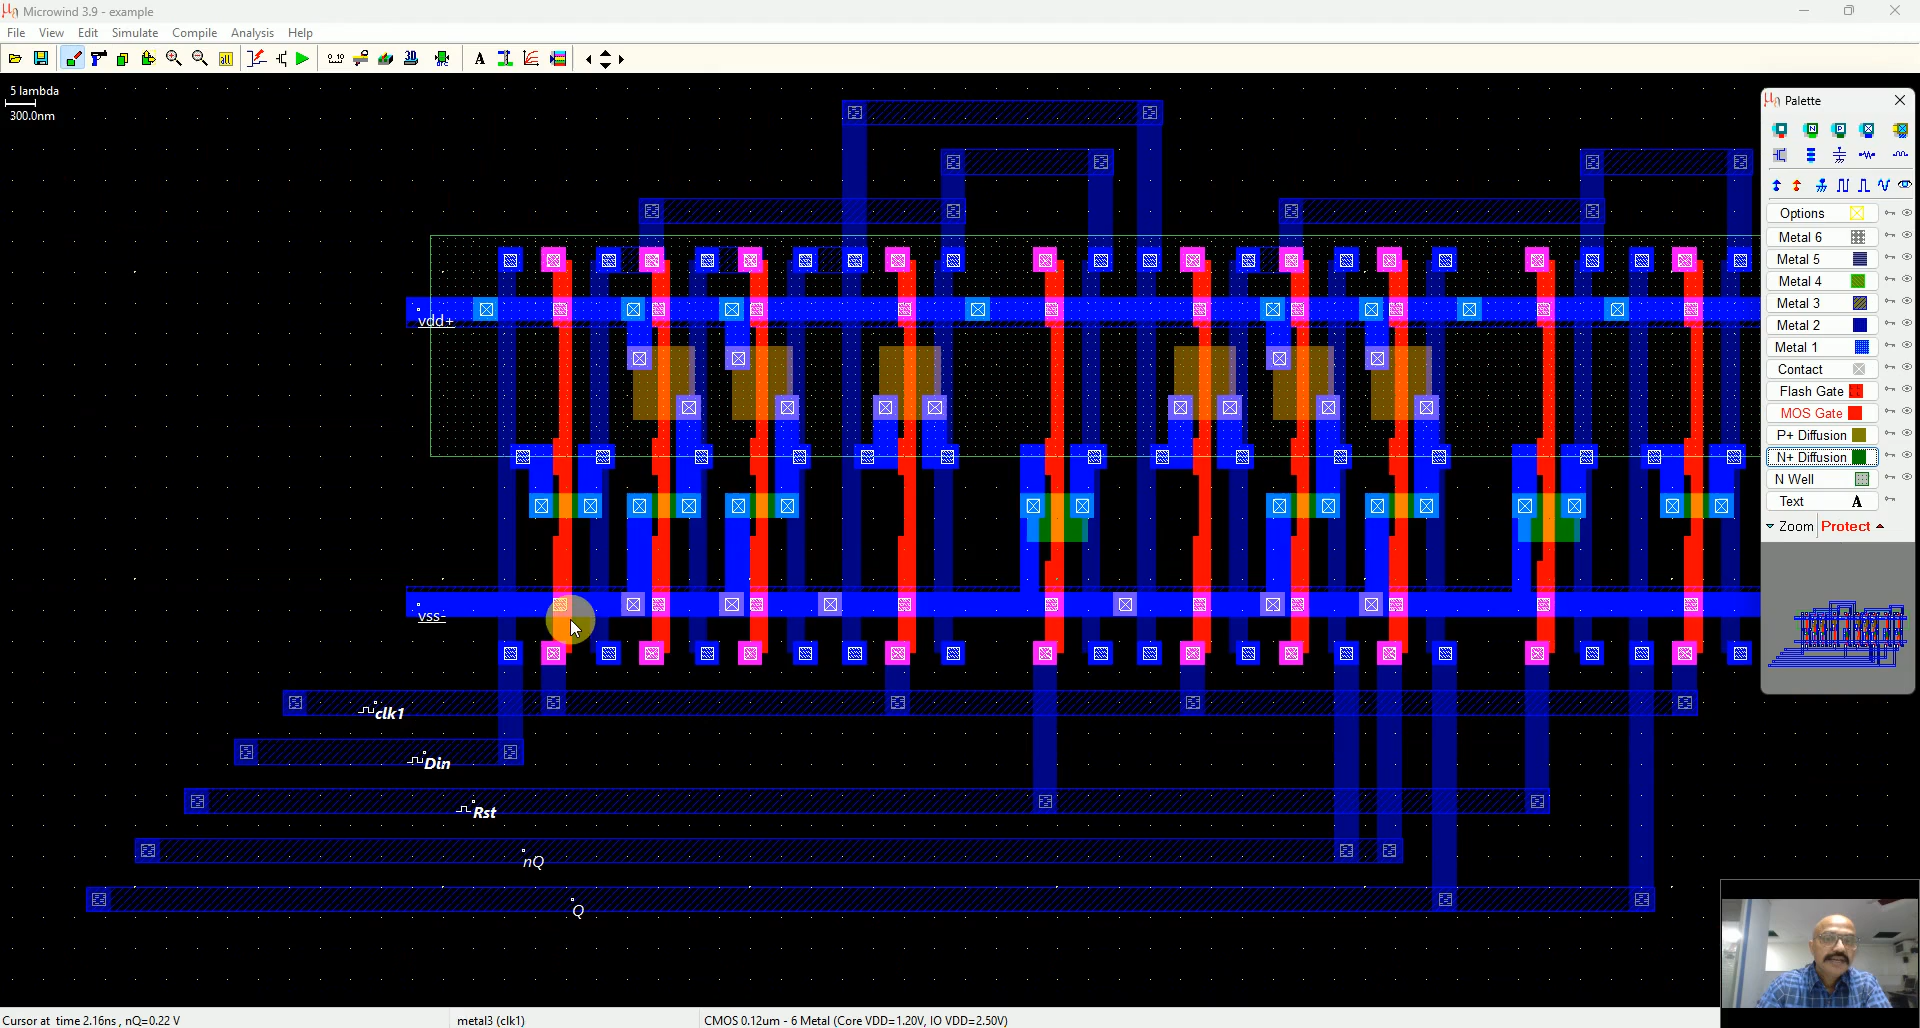 Microwind 3.9 - example
File View Edit Simulate Compile Analysis Help
5 lambda
300.0nm
vdd+
vss-
clk1
Din
Rst
nQ
Q
Palette
Options
Metal 6
Metal 5
Metal 4
Metal 3
Metal 2
Metal 1
Contact
Flash Gate
MOS Gate
P+ Diffusion
N+ Diffusion
N Well
Text A
Zoom Protect
Cursor at time 2.16ns , nQ=0.22 V
metal3 (clk1)
CMOS 0.12um - 6 Metal (Core VDD=1.20V, IO VDD=2.50V)